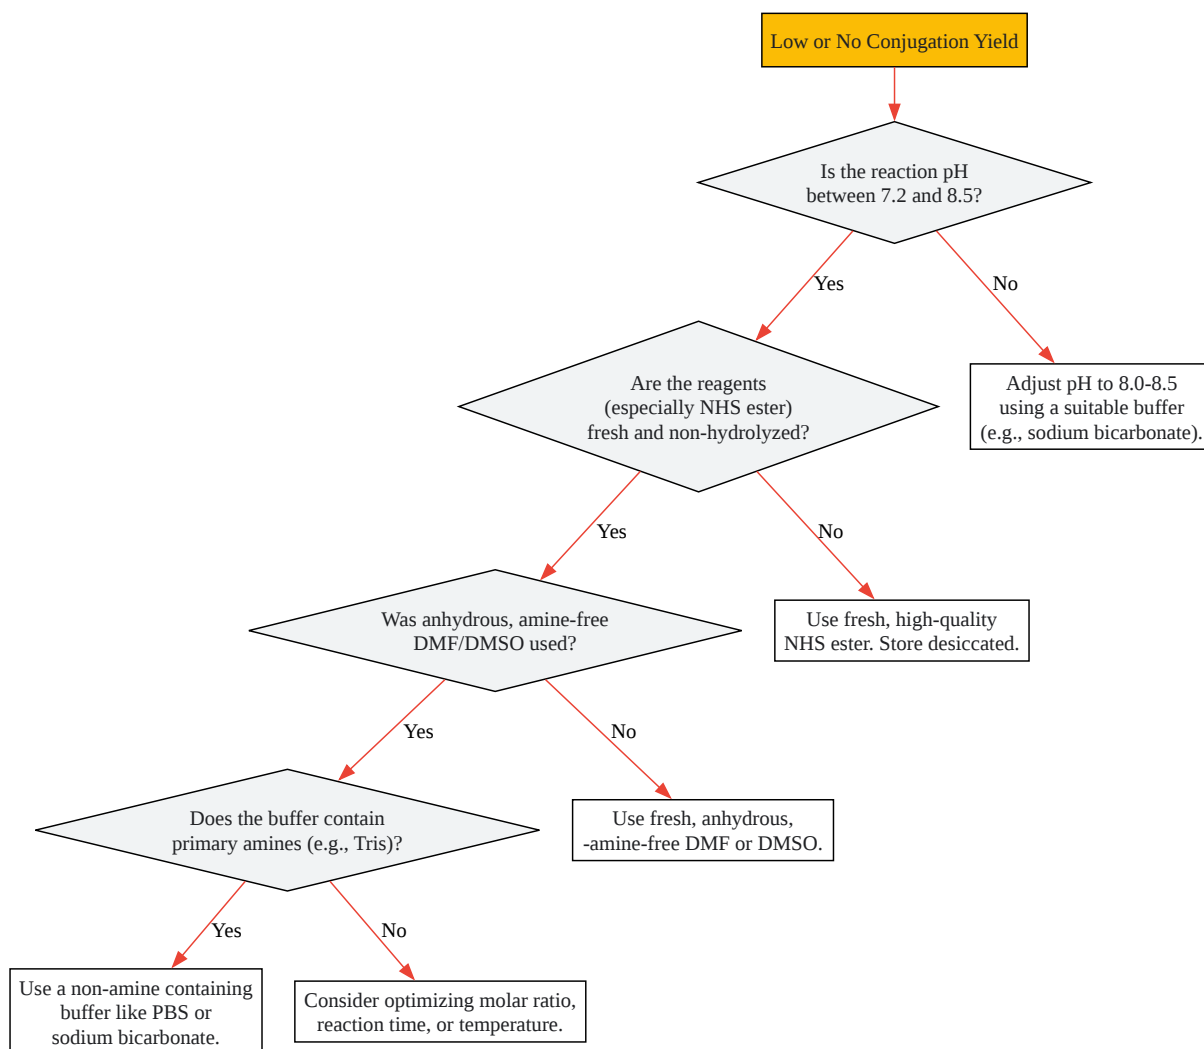 Low or No Conjugation Yield
Is the reaction pH
between 7.2 and 8.5?
Yes
No
Are the reagents
(especially NHS ester)
fresh and non-hydrolyzed?
Adjust pH to 8.0-8.5
using a suitable buffer
(e.g., sodium bicarbonate).
Yes
No
Was anhydrous, amine-free
DMF/DMSO used?
Use fresh, high-quality
NHS ester. Store desiccated.
Yes
No
Does the buffer contain
primary amines (e.g., Tris)?
Use fresh, anhydrous,
-amine-free DMF or DMSO.
Yes
No
Use a non-amine containing
buffer like PBS or
sodium bicarbonate.
Consider optimizing molar ratio,
reaction time, or temperature.